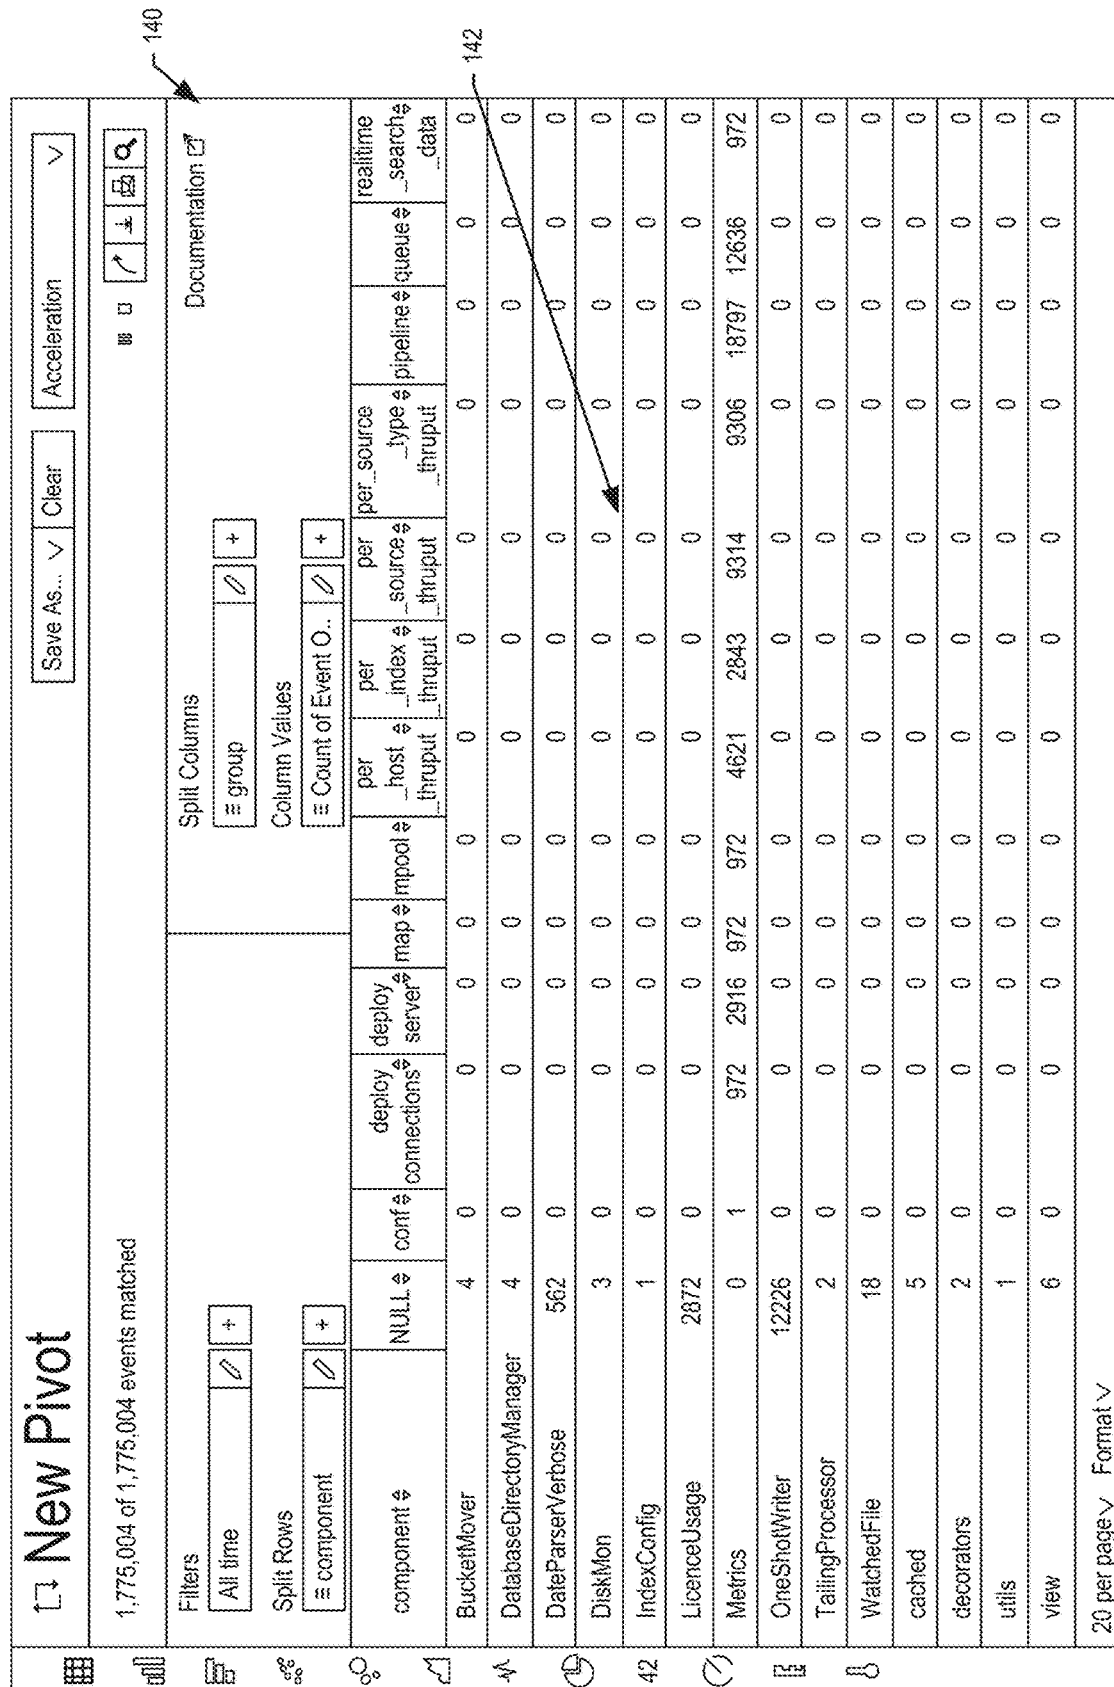 New Pivot
Save As... Clear Acceleration
1,775,004 of 1,775,004 events matched
Filters Split Columns Documentation
All time + group +
Split Rows Column Values
component + Count of Event O.. +
component NULL conf deploy connections deploy server map mpool per _host _thruput per _index _thruput per _source _thruput per_source _type _thruput pipeline queue realtime _search _data
BucketMover 4 0 0 0 0 0 0 0 0 0 0 0 0
DatabaseDirectoryManager 4 0 0 0 0 0 0 0 0 0 0 0 0
DateParserVerbose 562 0 0 0 0 0 0 0 0 0 0 0 0
DiskMon 3 0 0 0 0 0 0 0 0 0 0 0 0
IndexConfig 1 0 0 0 0 0 0 0 0 0 0 0 0
LicenceUsage 2872 0 0 0 0 0 0 0 0 0 0 0 0
Metrics 0 1 972 2916 972 972 4621 2843 9314 9306 18797 12636 972
OneShotWriter 12226 0 0 0 0 0 0 0 0 0 0 0 0
TailingProcessor 2 0 0 0 0 0 0 0 0 0 0 0 0
WatchedFile 18 0 0 0 0 0 0 0 0 0 0 0 0
cached 5 0 0 0 0 0 0 0 0 0 0 0 0
decorators 2 0 0 0 0 0 0 0 0 0 0 0 0
utils 1 0 0 0 0 0 0 0 0 0 0 0 0
view 6 0 0 0 0 0 0 0 0 0 0 0 0
20 per page Format
42
140
142